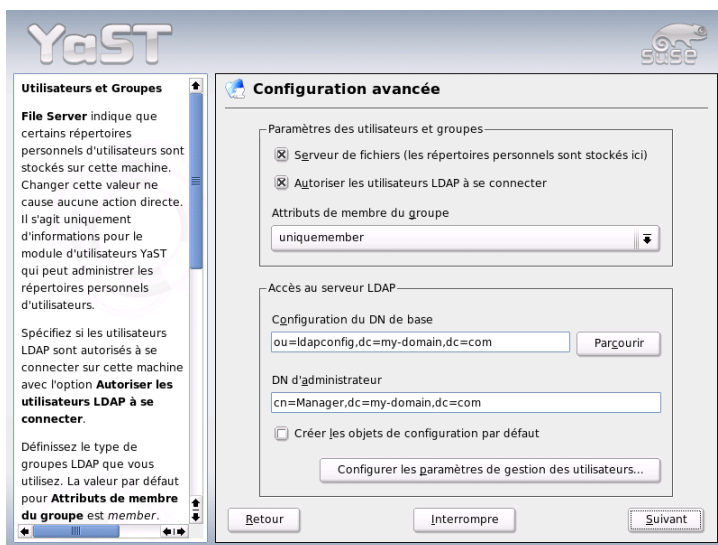 YaST
SUSE
Utilisateurs et Groupes
File Server indique que
certains répertoires
personnels d'utilisateurs sont
stockés sur cette machine.
Changer cette valeur ne
cause aucune action directe.
Il s'agit uniquement
d'informations pour le
module d'utilisateurs YaST
qui peut administrer les
répertoires personnels
d'utilisateurs.
Spécifiez si les utilisateurs
LDAP sont autorisés à se
connecter sur cette machine
avec l'option Autoriser les
utilisateurs LDAP à se
connecter.
Définissez le type de
groupes LDAP que vous
utilisez. La valeur par défaut
pour Attributs de membre
du groupe est member.
Configuration avancée
Paramètres des utilisateurs et groupes
Serveur de fichiers (les répertoires personnels sont stockés ici)
Autoriser les utilisateurs LDAP à se connecter
Attributs de membre du groupe
uniquemember
Accès au serveur LDAP
Configuration du DN de base
ou=ldapconfig,dc=my-domain,dc=com
Parcourir
DN d'administrateur
cn=Manager,dc=my-domain,dc=com
Créer les objets de configuration par défaut
Configurer les paramètres de gestion des utilisateurs...
Retour
Interrompre
Suivant